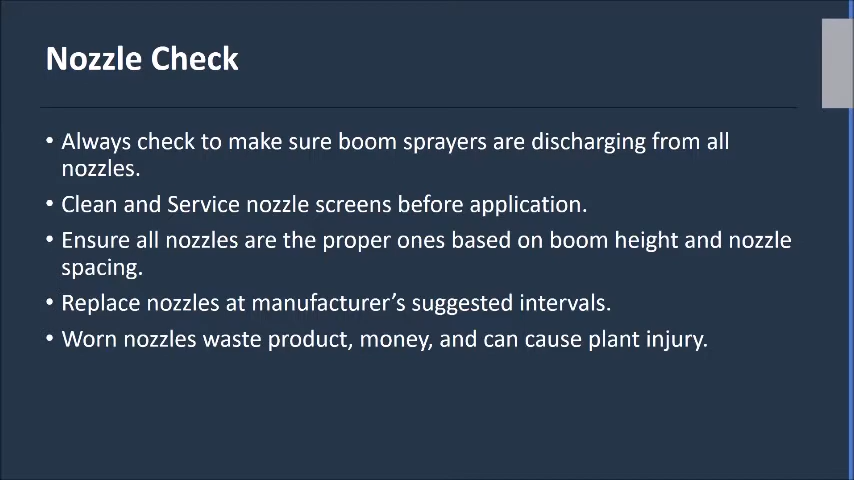 Nozzle Check
• Always check to make sure boom sprayers are discharging from all
nozzles.
• Clean and Service nozzle screens before application.
• Ensure all nozzles are the proper ones based on boom height and nozzle
spacing.
• Replace nozzles at manufacturer’s suggested intervals.
• Worn nozzles waste product, money, and can cause plant injury.